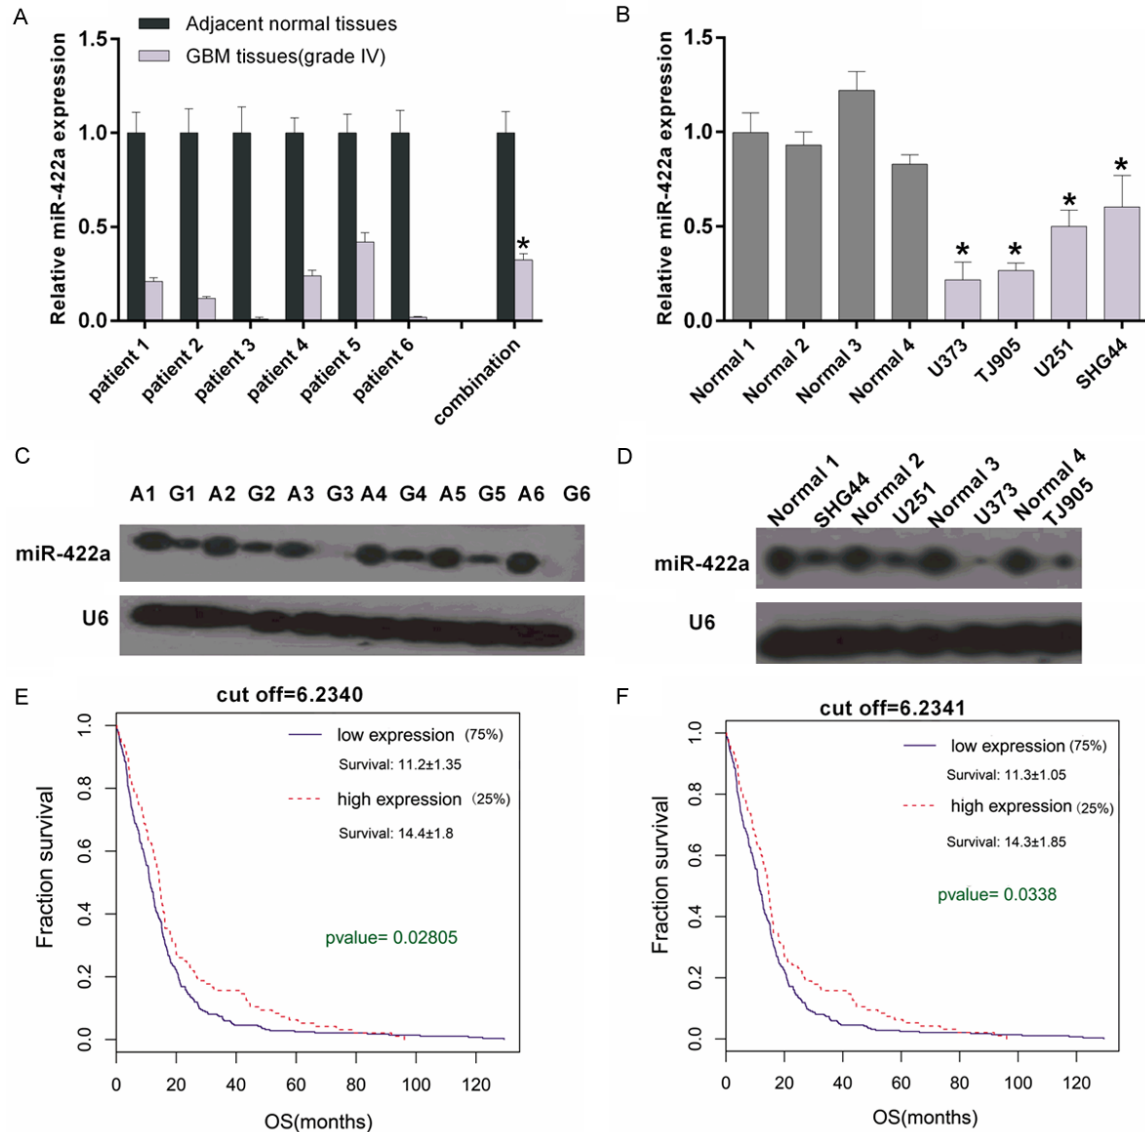 A
Adjacent normal tissues
GBM tissues(grade IV)
Relative miR-422a expression
1.5
1.0
0.5
0.0
*
patient 1
patient 2
patient 3
patient 4
patient 5
patient 6
combination
B
Relative miR-422a expression
1.5
1.0
0.5
0.0
* * * *
Normal 1
Normal 2
Normal 3
Normal 4
U373
TJ905
U251
SHG44
C
A1 G1 A2 G2 A3 G3 A4 G4 A5 G5 A6 G6
miR-422a
U6
D
Normal 1
SHG44
Normal 2
U251
Normal 3
U373
Normal 4
TJ905
miR-422a
U6
E
cut off=6.2340
low expression (75%)
Survival: 11.2±1.35
high expression (25%)
Survival: 14.4±1.8
pvalue= 0.02805
Fraction survival
1.0
0.8
0.6
0.4
0.2
0.0
0 20 40 60 80 100 120
OS(months)
F
cut off=6.2341
low expression (75%)
Survival: 11.3±1.05
high expression (25%)
Survival: 14.3±1.85
pvalue= 0.0338
Fraction survival
1.0
0.8
0.6
0.4
0.2
0.0
0 20 40 60 80 100 120
OS(months)